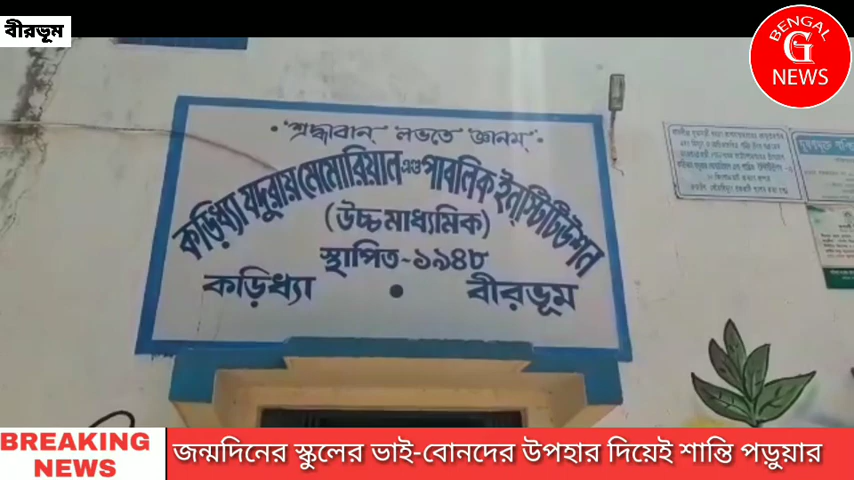 বীরভূম
BENGAL
G
NEWS
"শ্রদ্ধাবান্ লভতে জ্ঞানম্"
কড়িধ্যা যদুরায় মেমোরিয়াল এণ্ড পাবলিক ইন্স্টিটিউশন
(উচ্চ মাধ্যমিক)
স্থাপিত-১৯৪৮
কড়িধ্যা • বীরভূম
BREAKING
NEWS
জন্মদিনের স্কুলের ভাই-বোনদের উপহার দিয়েই শান্তি পড়ুয়ার